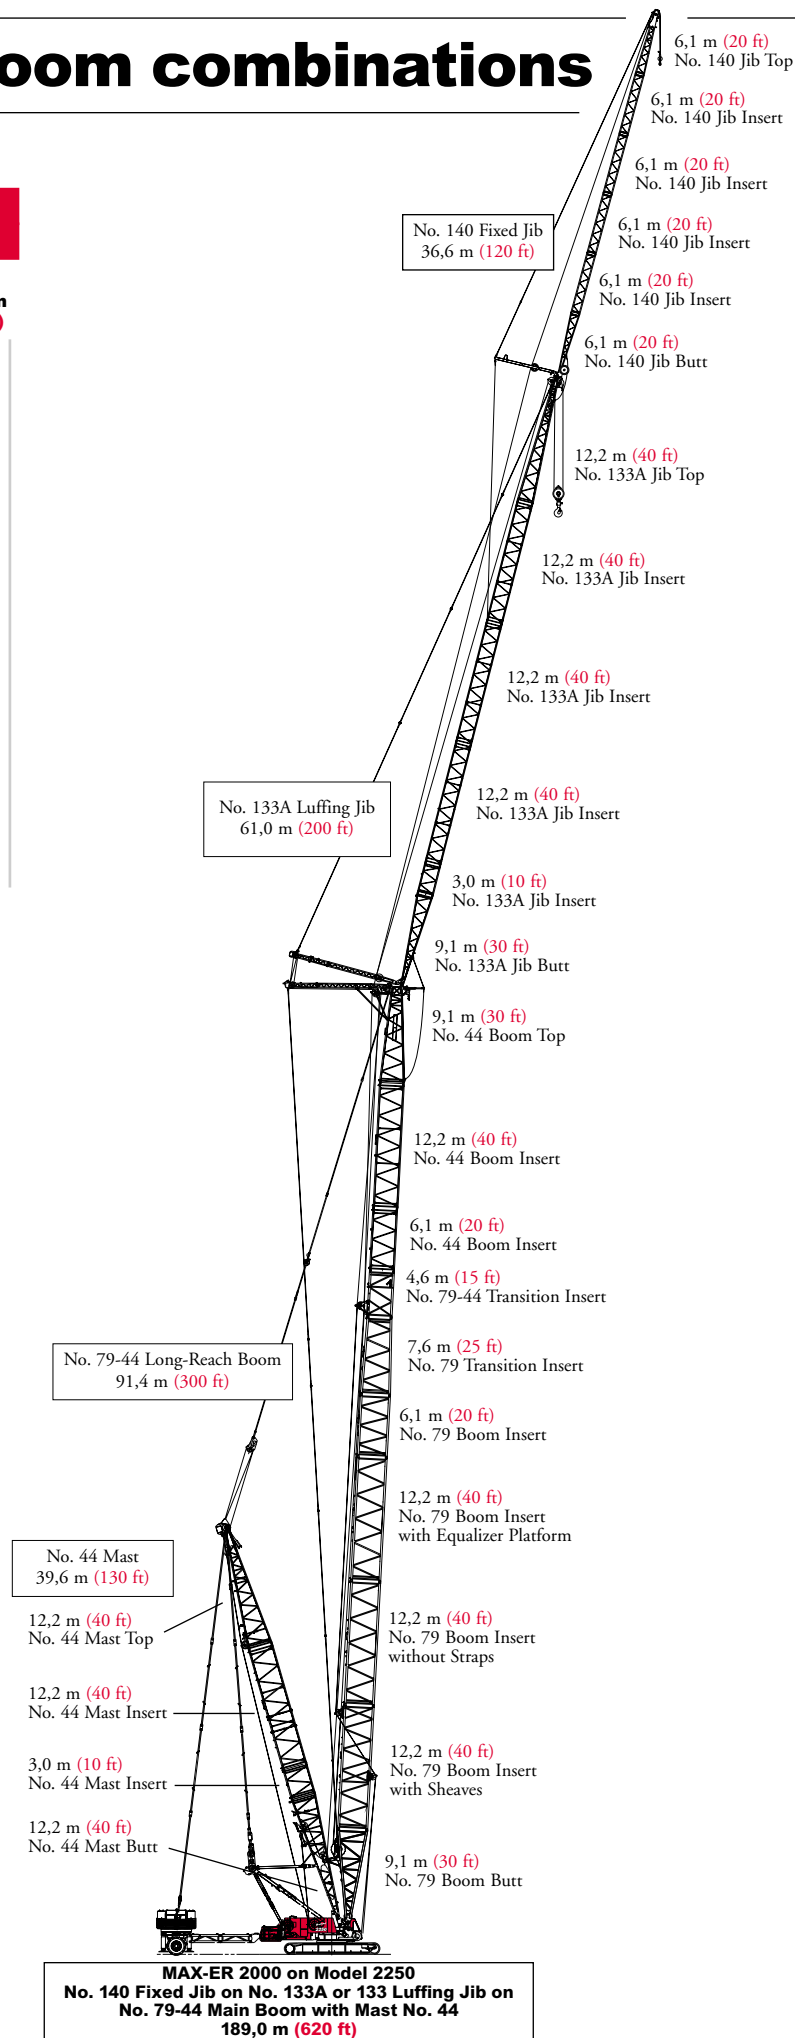 oom combinations
6,1 m (20 ft)
No. 140 Jib Top
6,1 m (20 ft)
No. 140 Jib Insert
6,1 m (20 ft)
No. 140 Jib Insert
6,1 m (20 ft)
No. 140 Jib Insert
No. 140 Fixed Jib
36,6 m (120 ft)
6,1 m (20 ft)
No. 140 Jib Insert
6,1 m (20 ft)
No. 140 Jib Butt
12,2 m (40 ft)
No. 133A Jib Top
12,2 m (40 ft)
No. 133A Jib Insert
12,2 m (40 ft)
No. 133A Jib Insert
12,2 m (40 ft)
No. 133A Jib Insert
No. 133A Luffing Jib
61,0 m (200 ft)
3,0 m (10 ft)
No. 133A Jib Insert
9,1 m (30 ft)
No. 133A Jib Butt
9,1 m (30 ft)
No. 44 Boom Top
12,2 m (40 ft)
No. 44 Boom Insert
6,1 m (20 ft)
No. 44 Boom Insert
4,6 m (15 ft)
No. 79-44 Transition Insert
7,6 m (25 ft)
No. 79 Transition Insert
No. 79-44 Long-Reach Boom
91,4 m (300 ft)
6,1 m (20 ft)
No. 79 Boom Insert
12,2 m (40 ft)
No. 79 Boom Insert
with Equalizer Platform
No. 44 Mast
39,6 m (130 ft)
12,2 m (40 ft)
No. 44 Mast Top
12,2 m (40 ft)
No. 79 Boom Insert
without Straps
12,2 m (40 ft)
No. 44 Mast Insert
3,0 m (10 ft)
No. 44 Mast Insert
12,2 m (40 ft)
No. 79 Boom Insert
with Sheaves
12,2 m (40 ft)
No. 44 Mast Butt
9,1 m (30 ft)
No. 79 Boom Butt
MAX-ER 2000 on Model 2250
No. 140 Fixed Jib on No. 133A or 133 Luffing Jib on
No. 79-44 Main Boom with Mast No. 44
189,0 m (620 ft)